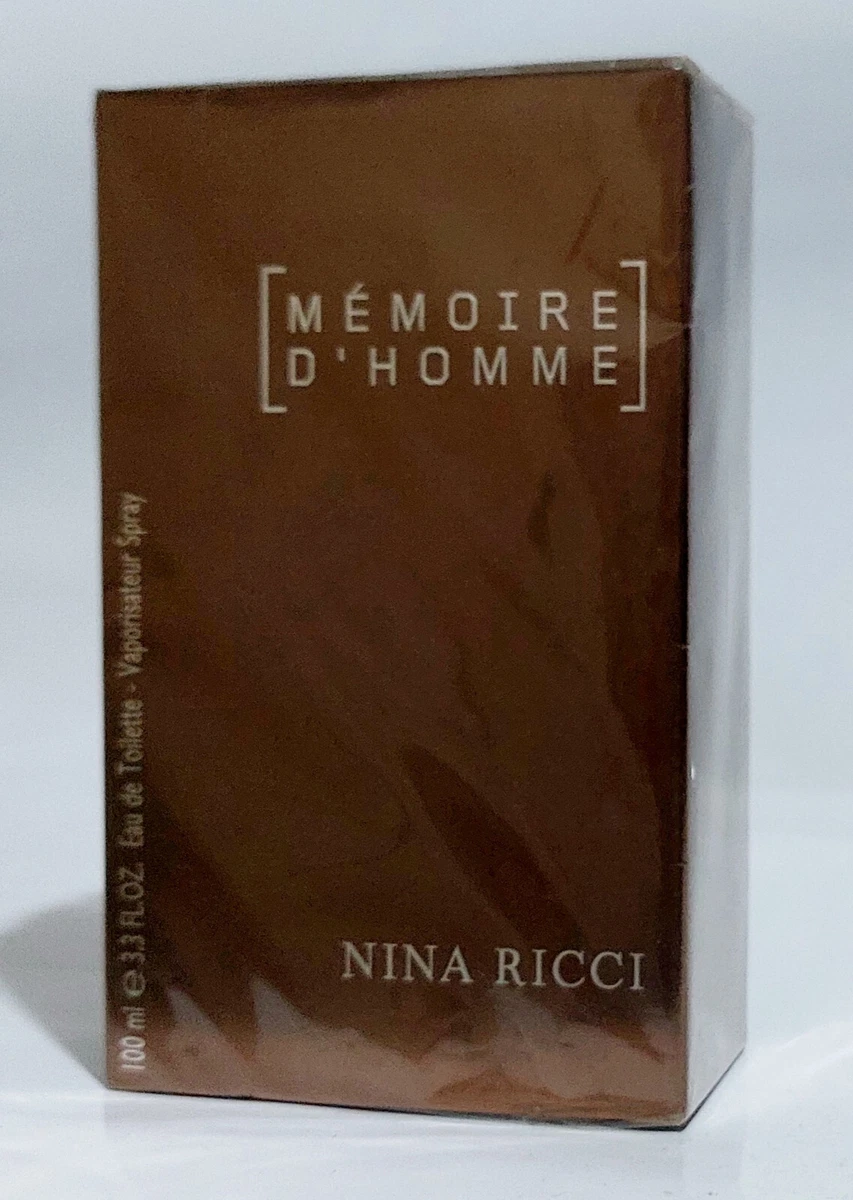 [MÉMOIRE
D'HOMME]
100 ml e 3.3 FL.OZ. Eau de Toilette - Vaporisateur Spray
NINA RICCI